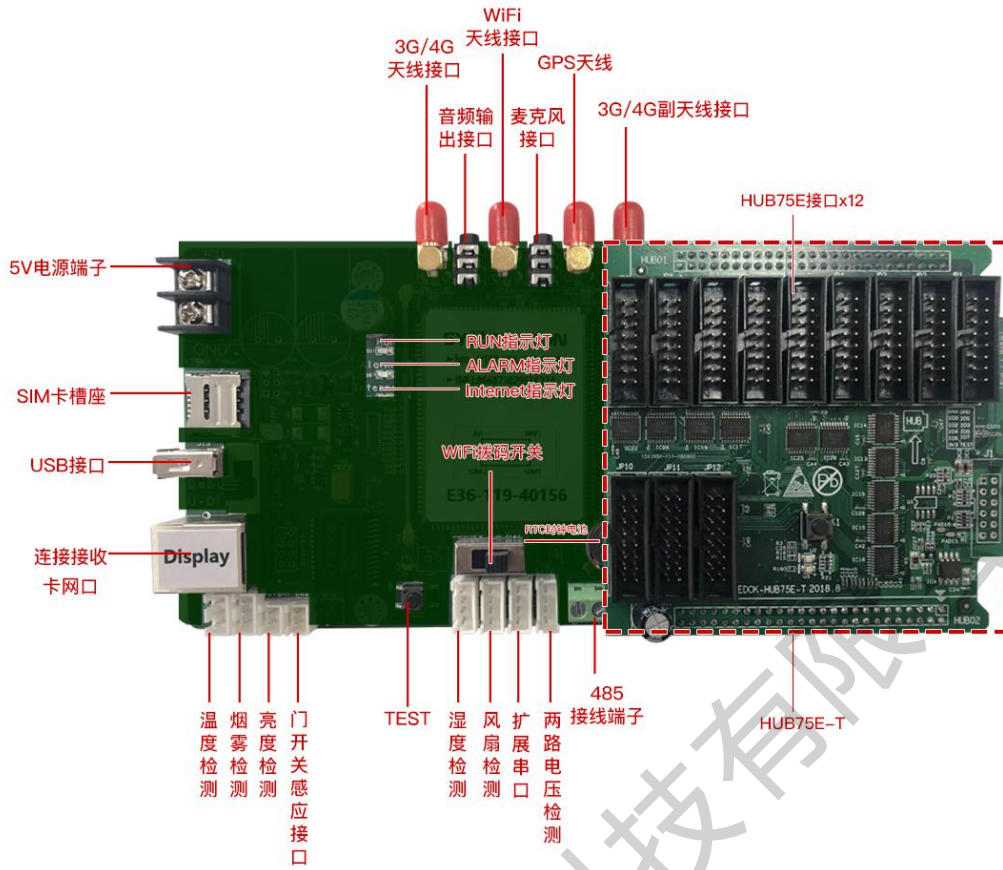 WiFi
天线接口
3G/4G
天线接口
GPS天线
音频输
出接口
麦克风
接口
3G/4G副天线接口
HUB75E接口x12
5V电源端子
HUB01
RUN指示灯
ALARM指示灯
Internet指示灯
SIM卡槽座
HUB
J1
USB接口
WiFi拨码开关
JP10
JP11
JP12
E36-119-40156
RTC时钟电池
连接接收
卡网口
Display
EDOK-HUB75E-T 2018.8
HUB02
TEST
485
接线端子
HUB75E-T
温度检测
烟雾检测
亮度检测
门开关感应接口
湿度检测
风扇检测
扩展串口
两路电压检测
技有限